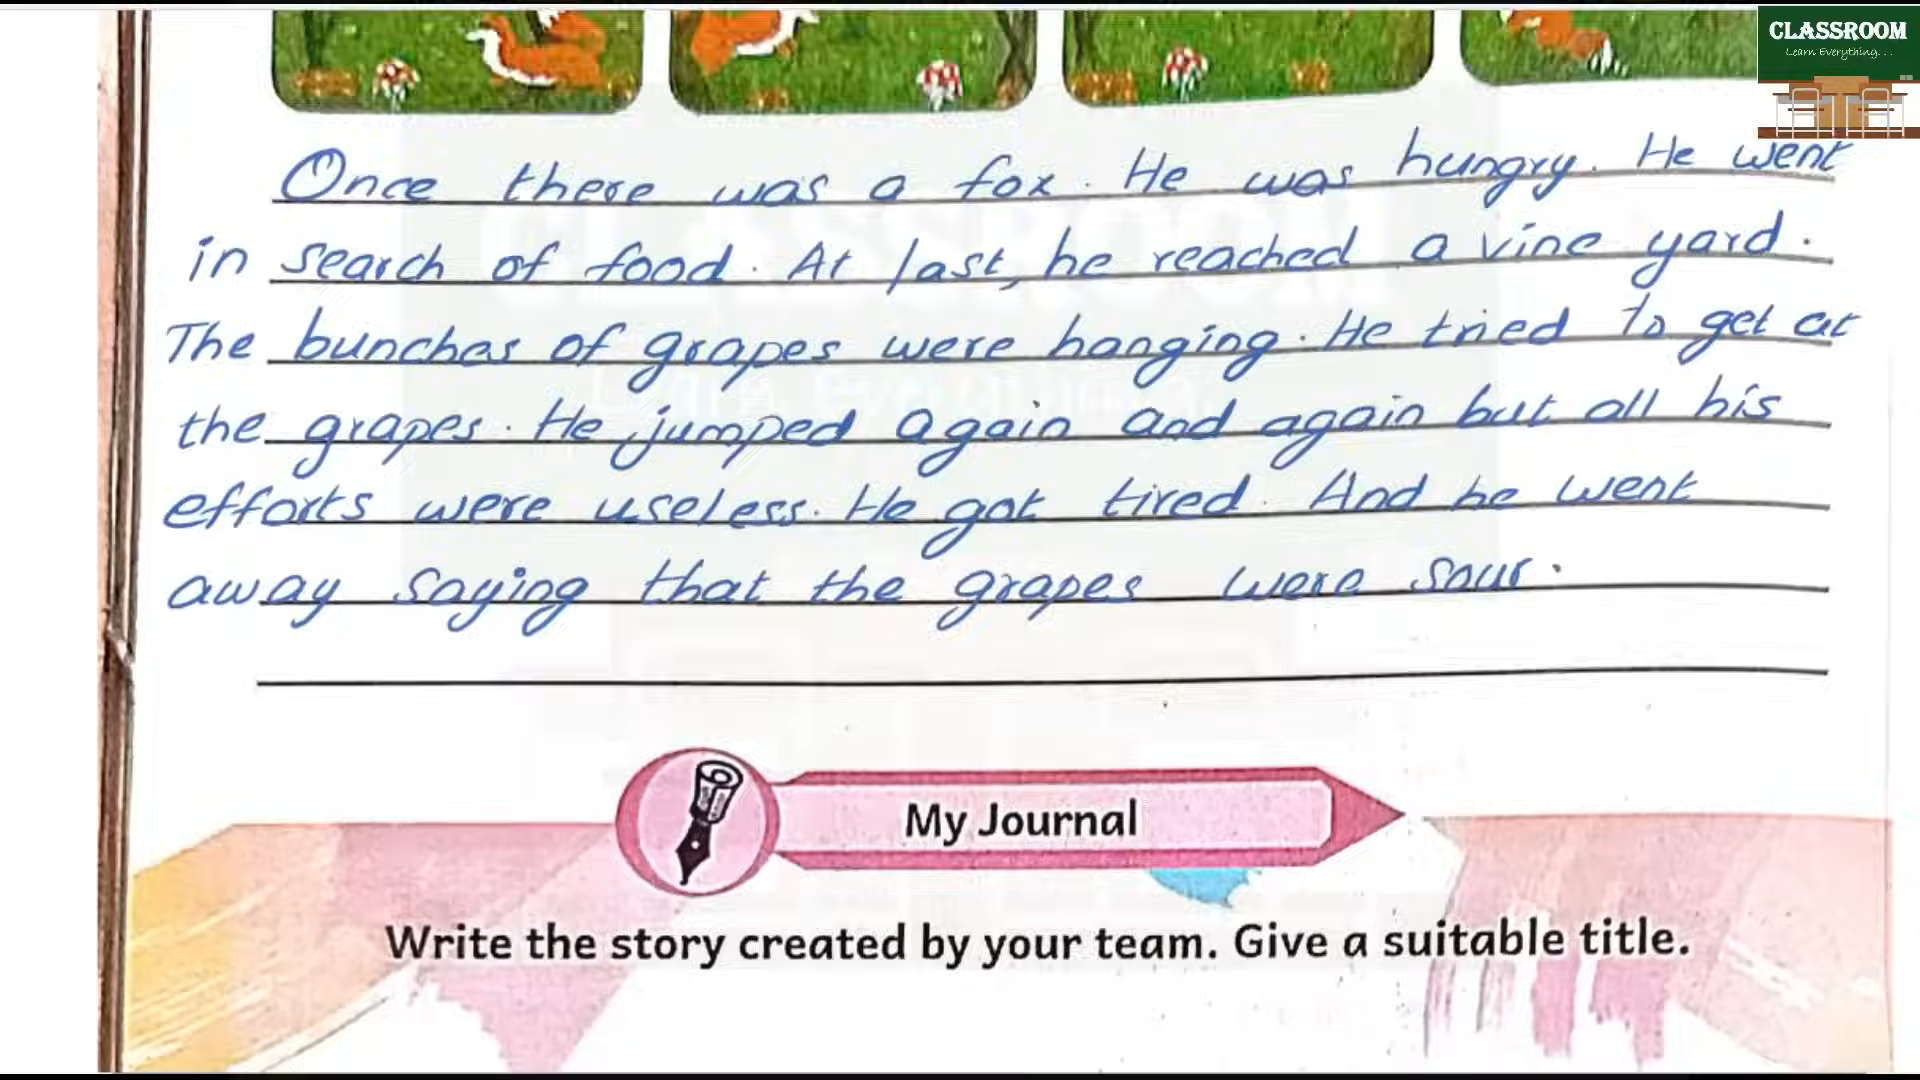 CLASSROOM
Learn Everything...
Once there was a fox. He was hungry. He went
in search of food. At last, he reached a vine yard.
The bunches of grapes were hanging. He tried to get at
the grapes. He jumped again and again but all his
efforts were useless. He got tired. And he went
away saying that the grapes were sour.
My Journal
Write the story created by your team. Give a suitable title.